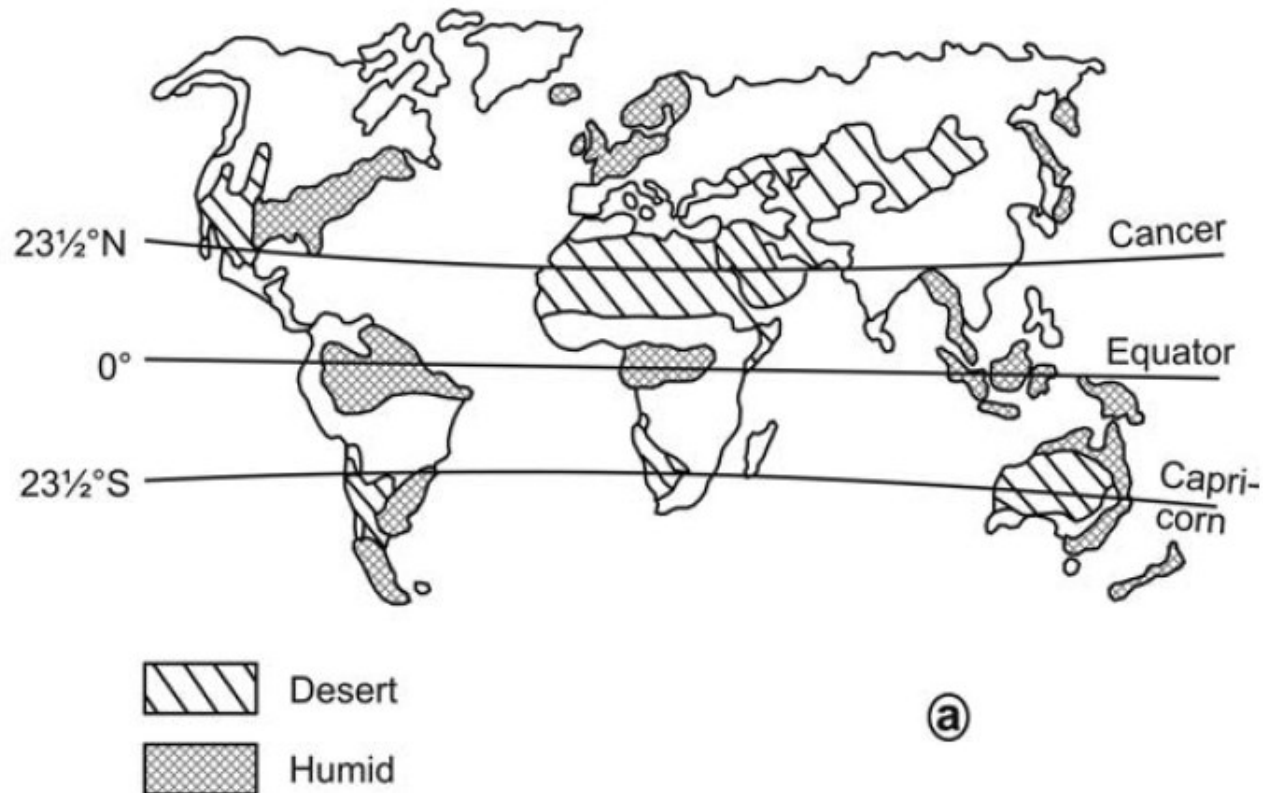 23½°N
Cancer
0°
Equator
23½°S
Capri-
corn
Desert
Humid
a